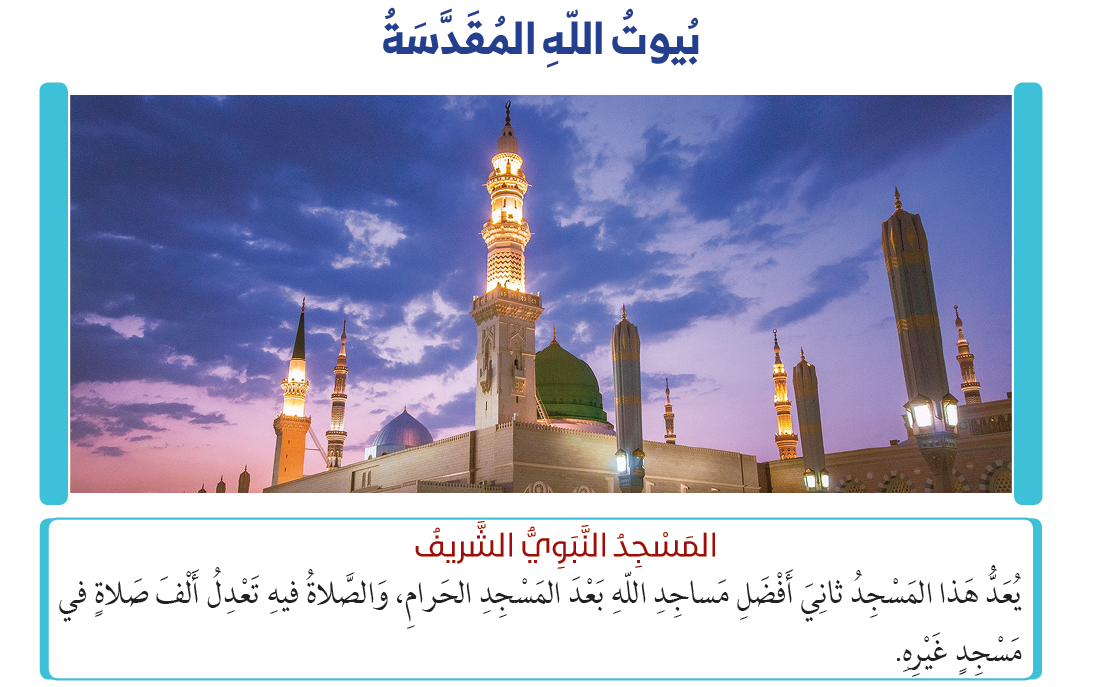 بُيوتُ اللّهِ المُقَدَّسَةُ
المَسْجِدُ النَّبَوِيُّ الشَّريفُ
يُعَدُّ هَذا المَسْجِدُ ثانِيَ أَفْضَلِ مَساجِدِ اللّهِ بَعْدَ المَسْجِدِ الحَرامِ، وَالصَّلاةُ فيهِ تَعْدِلُ أَلْفَ صَلاةٍ في
مَسْجِدٍ غَيْرِهِ.